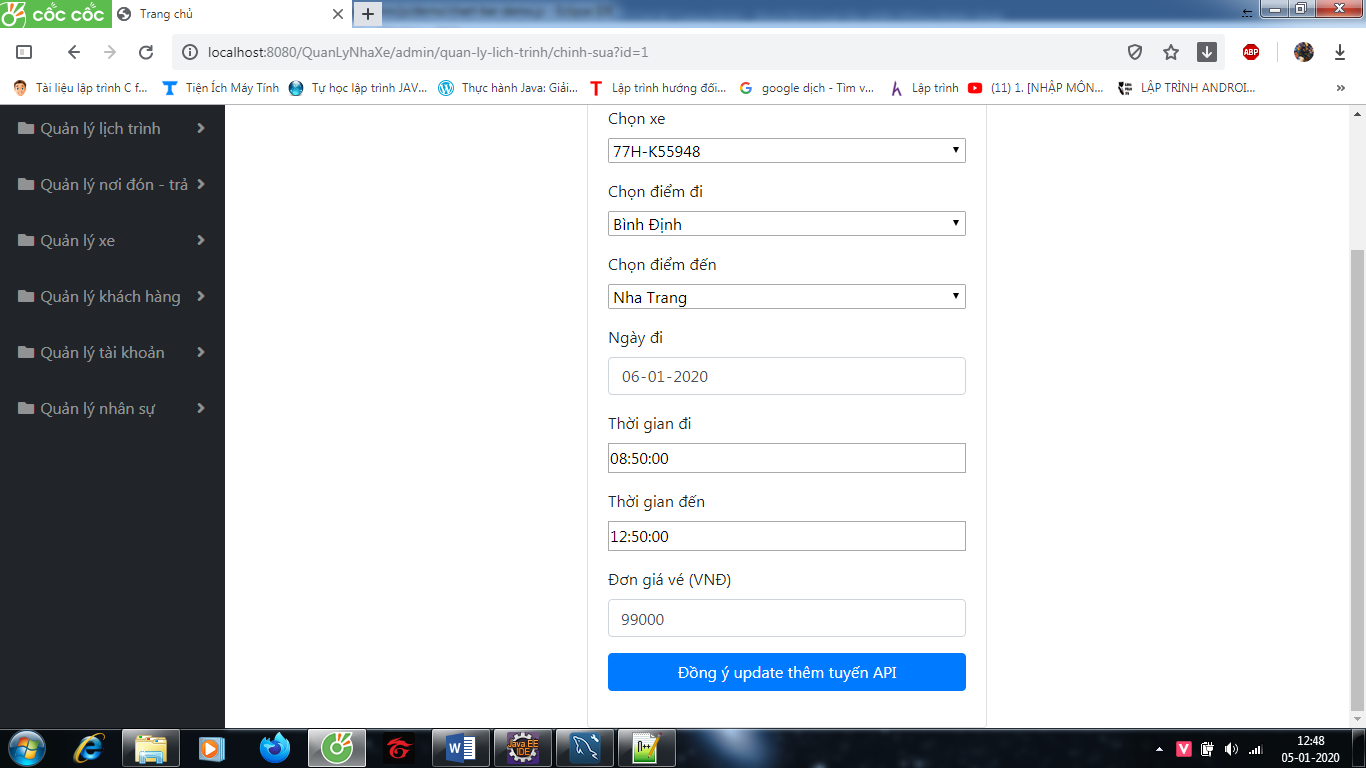 cốc cốc
Trang chủ
localhost:8080/QuanLyNhaXe/admin/quan-ly-lich-trinh/chinh-sua?id=1
ABP
Tài liệu lập trình C f...
Tiện Ích Máy Tính
Tự học lập trình JAV...
Thực hành Java: Giải...
Lập trình hướng đối...
google dịch - Tìm v...
Lập trình
(11) 1. [NHẬP MÔN...
LẬP TRÌNH ANDROI...
Quản lý lịch trình
Quản lý nơi đón - trả
Quản lý xe
Quản lý khách hàng
Quản lý tài khoản
Quản lý nhân sự
Chọn xe
77H-K55948
Chọn điểm đi
Bình Định
Chọn điểm đến
Nha Trang
Ngày đi
06-01-2020
Thời gian đi
08:50:00
Thời gian đến
12:50:00
Đơn giá vé (VNĐ)
99000
Đồng ý update thêm tuyến API
Java EE
IDE
12:48
05-01-2020